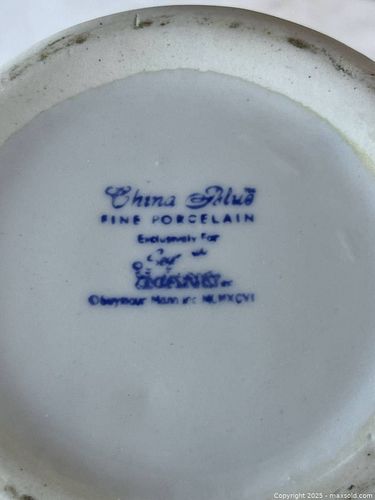 China Blue
FINE PORCELAIN
Exclusively For
©Seymour Mann inc MCMXCVI
Copyright 2025 - maxsold.com